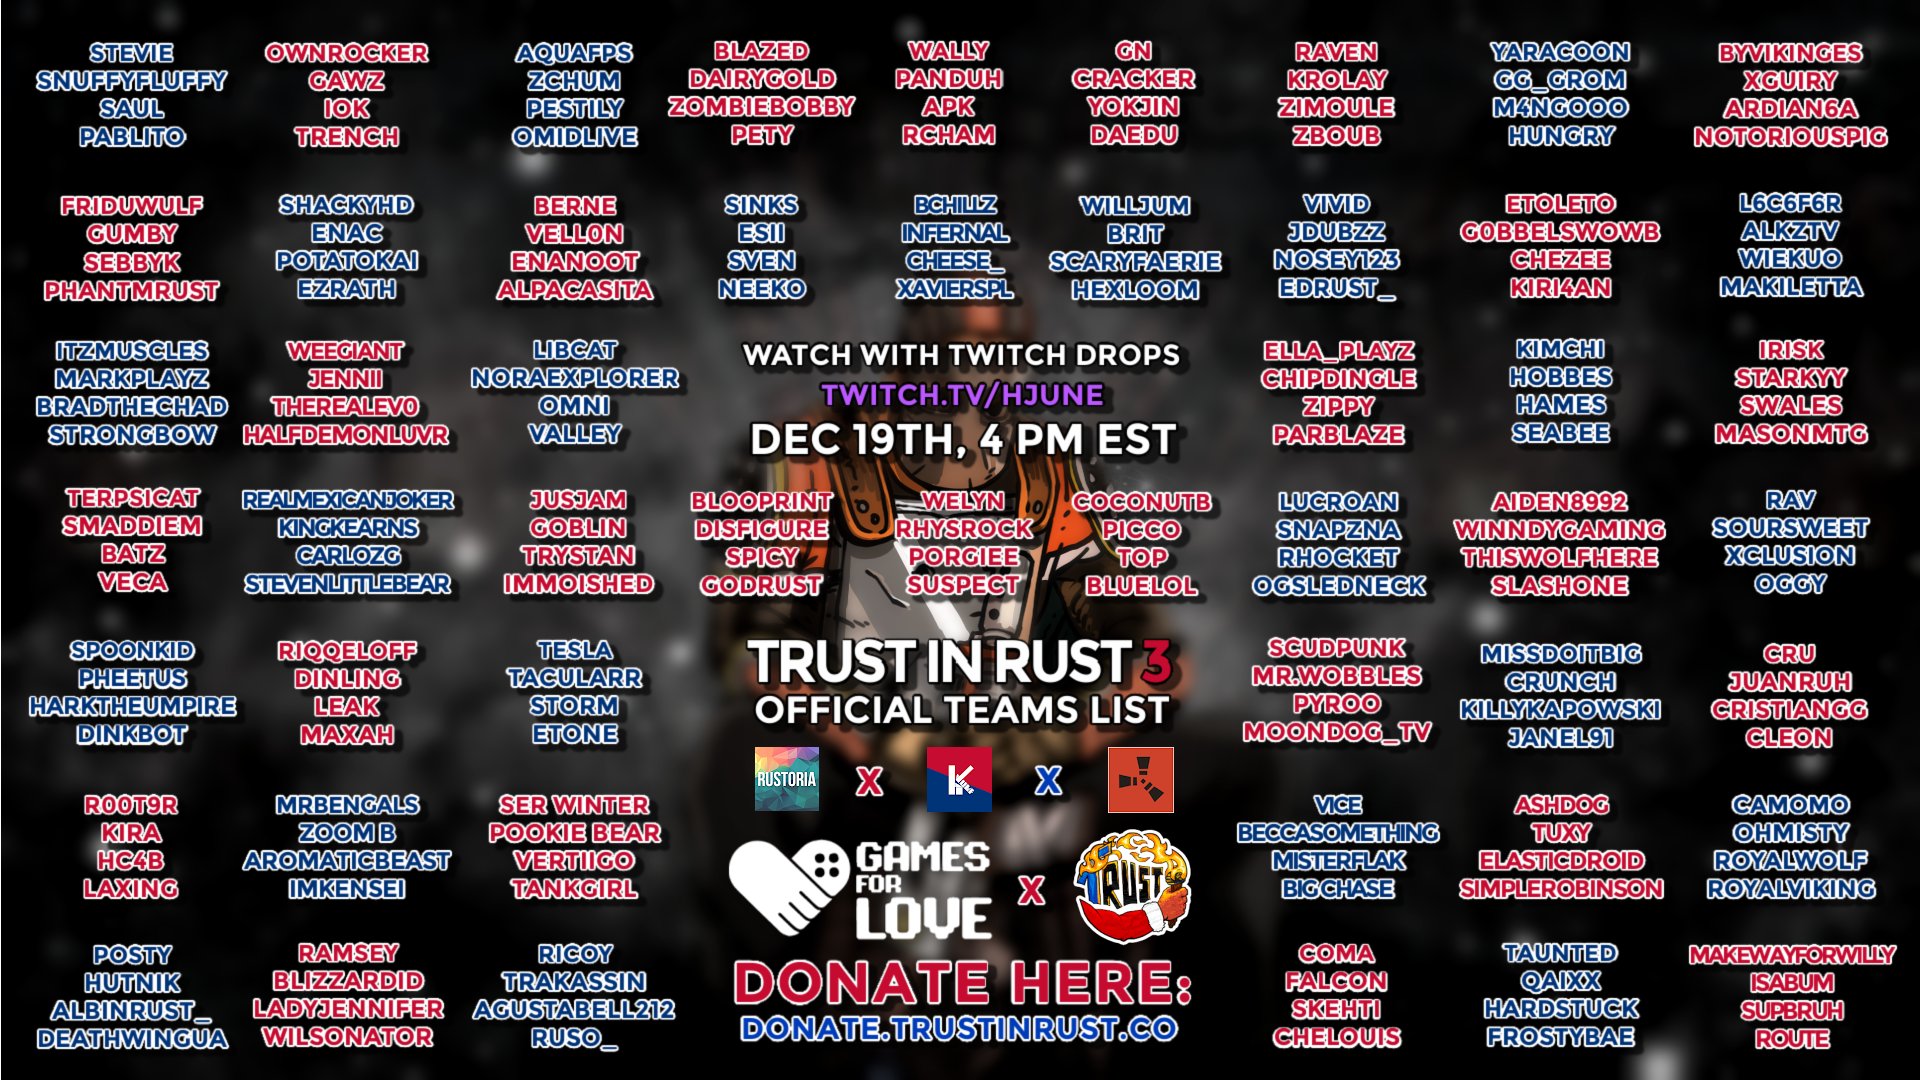 STEVIE
SNUFFYFLUFFY
SAUL
PABLITO
OWNROCKER
GAWZ
IOK
TRENCH
AQUAFPS
ZCHUM
PESTILY
OMIDLIVE
BLAZED
DAIRYGOLD
ZOMBIEBOBBY
PETY
WALLY
PANDUH
APK
RCHAM
GN
CRACKER
YOKJIN
DAEDU
RAVEN
KROLAY
ZIMOULE
ZBOUB
YARACOON
GG_GROM
M4NGOOO
HUNGRY
BYVIKINGES
XGUIRY
ARDIAN6A
NOTORIOUSPIG
FRIDUWULF
GUMBY
SEBBYK
PHANTMRUST
SHACKYHD
ENAC
POTATOKAI
EZRATH
BERNE
VELL0N
ENANOOT
ALPACASITA
SINKS
ESII
SVEN
NEEKO
BCHILLZ
INFERNAL
CHEESE_
XAVIERSPL
WILLJUM
BRIT
SCARYFAERIE
HEXLOOM
VIVID
JDUBZZ
NOSEY123
EDRUST_
ETOLETO
G0BBELSWOWB
CHEZEE
KIRI4AN
L6C6F6R
ALKZTV
WIEKUO
MAKILETTA
ITZMUSCLES
MARKPLAYZ
BRADTHECHAD
STRONGBOW
WEEGIANT
JENNII
THEREALEV0
HALFDEMONLUVR
LIBCAT
NORAEXPLORER
OMNI
VALLEY
WATCH WITH TWITCH DROPS
TWITCH.TV/HJUNE
DEC 19TH, 4 PM EST
ELLA_PLAYZ
CHIPDINGLE
ZIPPY
PARBLAZE
KIMCHI
HOBBES
HAMES
SEABEE
IRISK
STARKYY
SWALES
MASONMTG
TERPSICAT
SMADDIEM
BATZ
VECA
REALMEXICANJOKER
KINGKEARNS
CARLOZG
STEVENLITTLEBEAR
JUSJAM
GOBLIN
TRYSTAN
IMMOISHED
BLOOPRINT
DISFIGURE
SPICY
GODRUST
WELYN
RHYSROCK
PORGIEE
SUSPECT
COCONUTB
PICCO
TOP
BLUELOL
LUCROAN
SNAPZNA
RHOCKET
OGSLEDNECK
AIDEN8992
WINNDYGAMING
THISWOLFHERE
SLASHONE
RAV
SOURSWEET
XCLUSION
OGGY
SPOONKID
PHEETUS
HARKTHEUMPIRE
DINKBOT
RIQQELOFF
DINLING
LEAK
MAXAH
TESLA
TACULARR
STORM
ETONE
TRUST IN RUST 3
OFFICIAL TEAMS LIST
SCUDPUNK
MR.WOBBLES
PYROO
MOONDOG_TV
MISSDOITBIG
CRUNCH
KILLYKAPOWSKI
JANEL91
CRU
JUANRUH
CRISTIANGG
CLEON
RUSTORIA X K X
R00T9R
KIRA
HC4B
LAXING
MRBENGALS
ZOOM B
AROMATICBEAST
IMKENSEI
SER WINTER
POOKIE BEAR
VERTIIGO
TANKGIRL
GAMES
FOR
LOVE
X
TRUST
VICE
BECCASOMETHING
MISTERFLAK
BIGCHASE
ASHDOG
TUXY
ELASTICDROID
SIMPLEROBINSON
CAMOMO
OHMISTY
ROYALWOLF
ROYALVIKING
POSTY
HUTNIK
ALBINRUST_
DEATHWINGUA
RAMSEY
BLIZZARDID
LADYJENNIFER
WILSONATOR
RICOY
TRAKASSIN
AGUSTABELL212
RUSO_
DONATE HERE:
DONATE.TRUSTINRUST.CO
COMA
FALCON
SKEHTI
CHELOUIS
TAUNTED
QAIXX
HARDSTUCK
FROSTYBAE
MAKEWAYFORWILLY
ISABUM
SUPBRUH
ROUTE